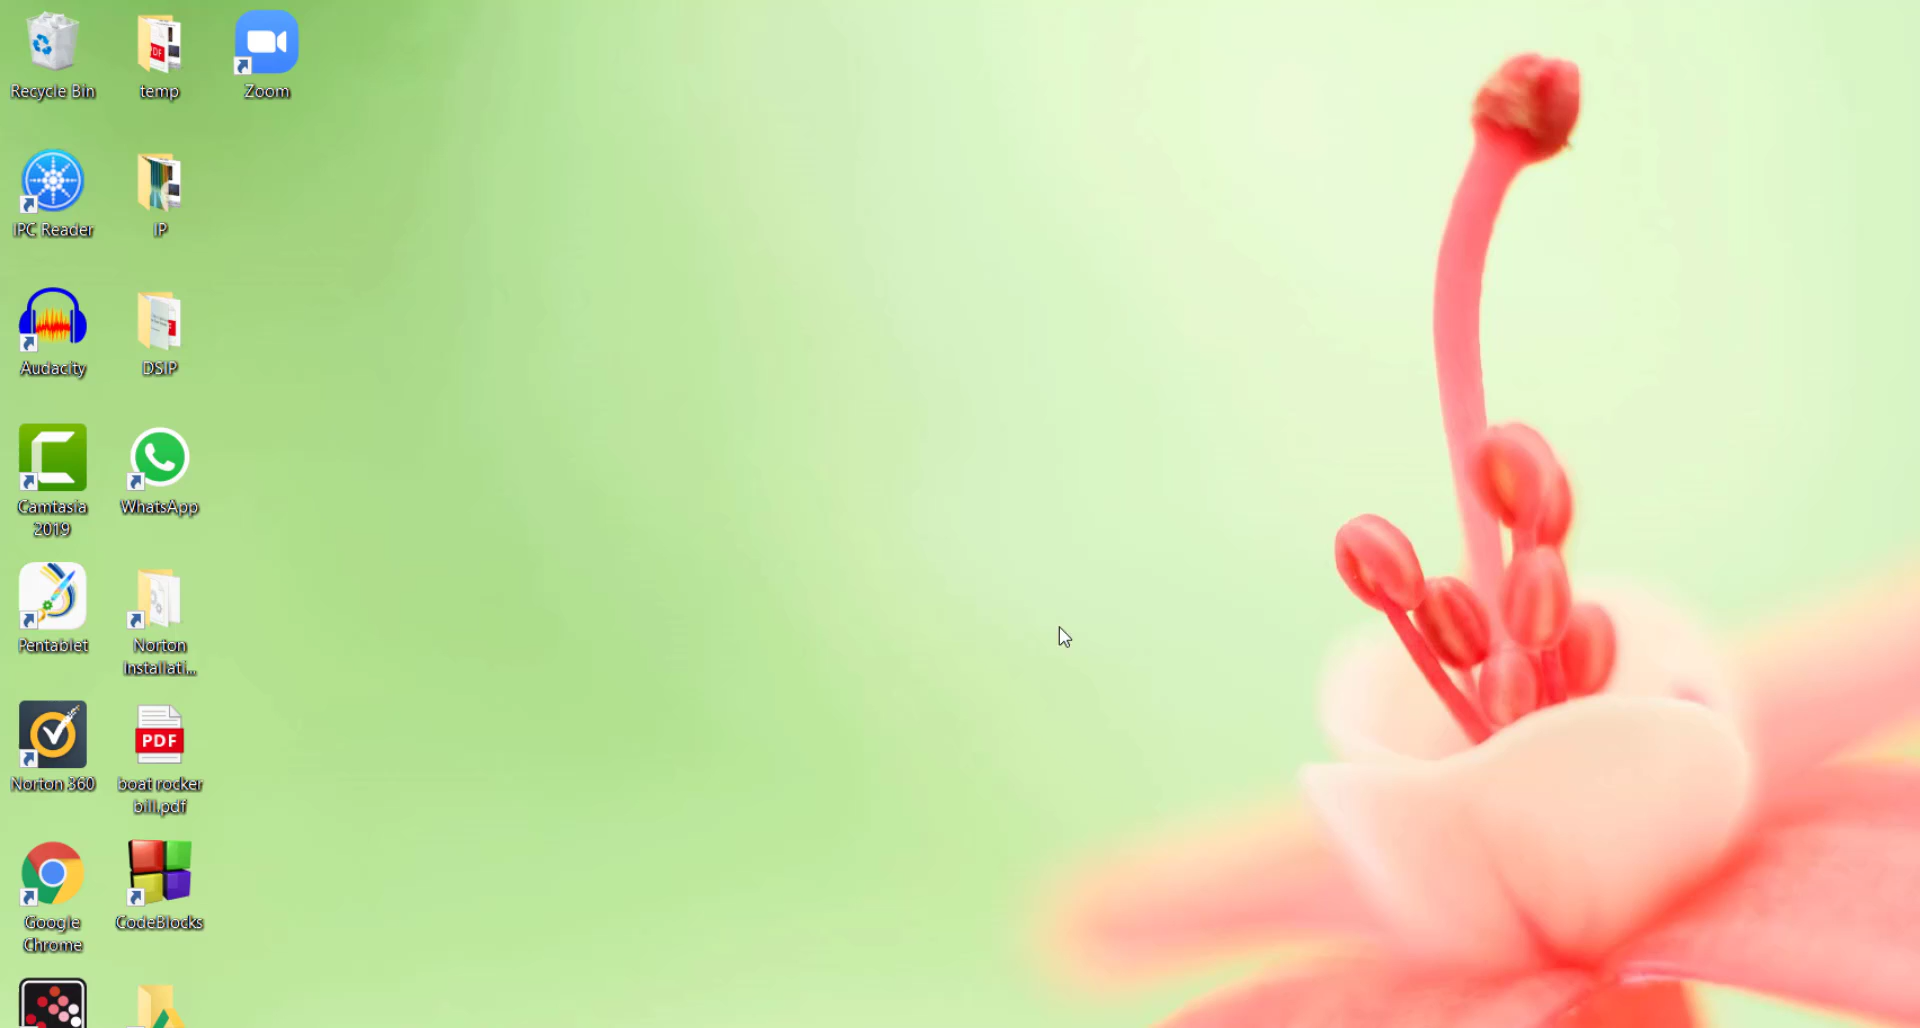 Recycle Bin
temp
Zoom
IPC Reader
IP
Audacity
DSIP
Camtasia
2019
WhatsApp
Pentablet
Norton
Installati...
Norton 360
PDF
boat rocker
bill.pdf
Google
Chrome
CodeBlocks